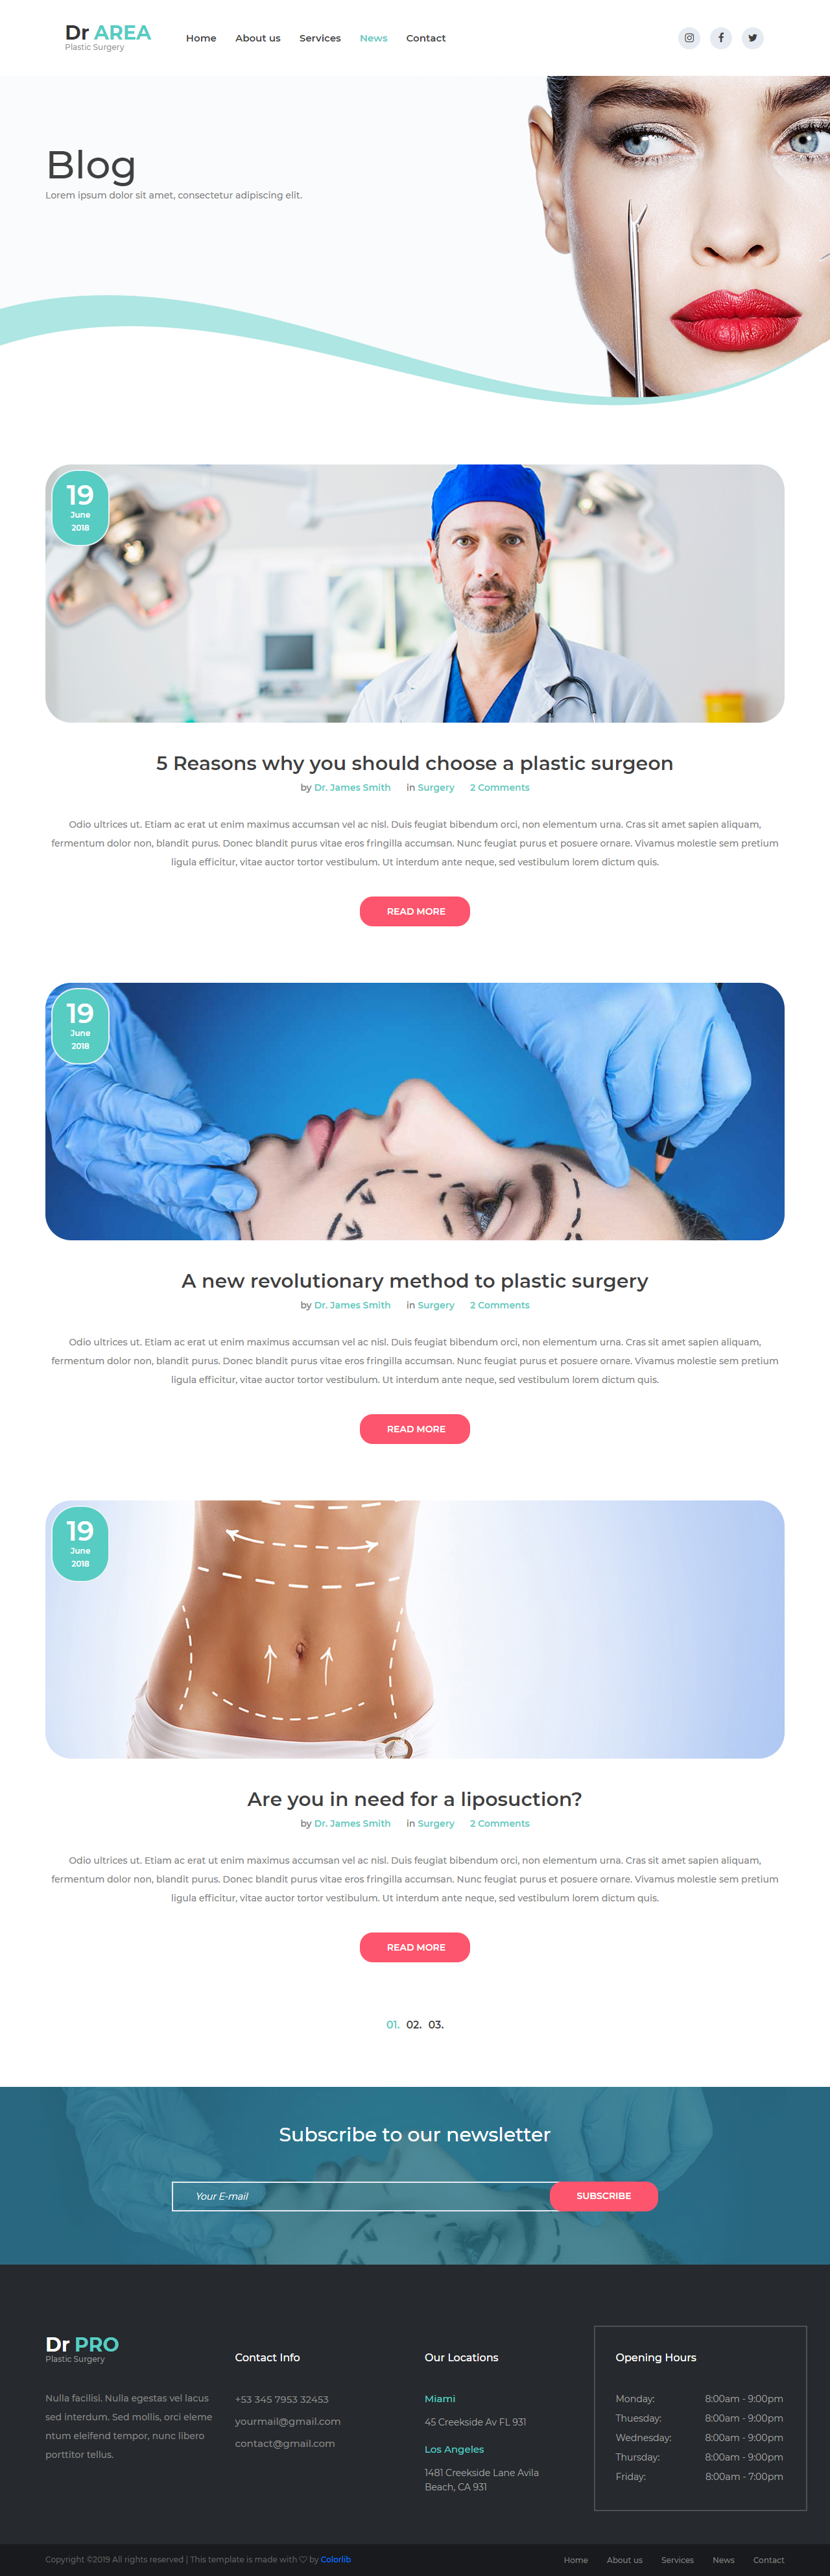 Dr AREA
Plastic Surgery
Home About us Services News Contact
Blog
Lorem ipsum dolor sit amet, consectetur adipiscing elit.
19
June
2018
5 Reasons why you should choose a plastic surgeon
by Dr. James Smith in Surgery 2 Comments
Odio ultrices ut. Etiam ac erat ut enim maximus accumsan vel ac nisl. Duis feugiat bibendum orci, non elementum urna. Cras sit amet sapien aliquam,
fermentum dolor non, blandit purus. Donec blandit purus vitae eros fringilla accumsan. Nunc feugiat purus et posuere ornare. Vivamus molestie sem pretium
ligula efficitur, vitae auctor tortor vestibulum. Ut interdum ante neque, sed vestibulum lorem dictum quis.
READ MORE
19
June
2018
A new revolutionary method to plastic surgery
by Dr. James Smith in Surgery 2 Comments
Odio ultrices ut. Etiam ac erat ut enim maximus accumsan vel ac nisl. Duis feugiat bibendum orci, non elementum urna. Cras sit amet sapien aliquam,
fermentum dolor non, blandit purus. Donec blandit purus vitae eros fringilla accumsan. Nunc feugiat purus et posuere ornare. Vivamus molestie sem pretium
ligula efficitur, vitae auctor tortor vestibulum. Ut interdum ante neque, sed vestibulum lorem dictum quis.
READ MORE
19
June
2018
Are you in need for a liposuction?
by Dr. James Smith in Surgery 2 Comments
Odio ultrices ut. Etiam ac erat ut enim maximus accumsan vel ac nisl. Duis feugiat bibendum orci, non elementum urna. Cras sit amet sapien aliquam,
fermentum dolor non, blandit purus. Donec blandit purus vitae eros fringilla accumsan. Nunc feugiat purus et posuere ornare. Vivamus molestie sem pretium
ligula efficitur, vitae auctor tortor vestibulum. Ut interdum ante neque, sed vestibulum lorem dictum quis.
READ MORE
01. 02. 03.
Subscribe to our newsletter
Your E-mail
SUBSCRIBE
Dr PRO
Plastic Surgery
Nulla facilisi. Nulla egestas vel lacus
sed interdum. Sed mollis, orci eleme
ntum eleifend tempor, nunc libero
porttitor tellus.
Contact Info
+53 345 7953 32453
yourmail@gmail.com
contact@gmail.com
Our Locations
Miami
45 Creekside Av FL 931
Los Angeles
1481 Creekside Lane Avila
Beach, CA 931
Opening Hours
Monday: 8:00am - 9:00pm
Thuesday: 8:00am - 9:00pm
Wednesday: 8:00am - 9:00pm
Thursday: 8:00am - 9:00pm
Friday: 8:00am - 7:00pm
Copyright ©2019 All rights reserved | This template is made with ♡ by Colorlib
Home About us Services News Contact